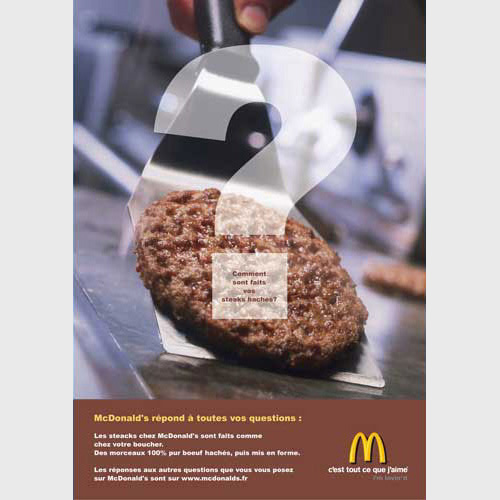 Comment
sont faits
vos
steaks hachés?
McDonald's répond à toutes vos questions :
Les steacks chez McDonald's sont faits comme
chez votre boucher.
Des morceaux 100% pur boeuf hachés, puis mis en forme.
Les réponses aux autres questions que vous vous posez
sur McDonald's sont sur www.mcdonalds.fr
c'est tout ce que j'aime
i'm lovin' it